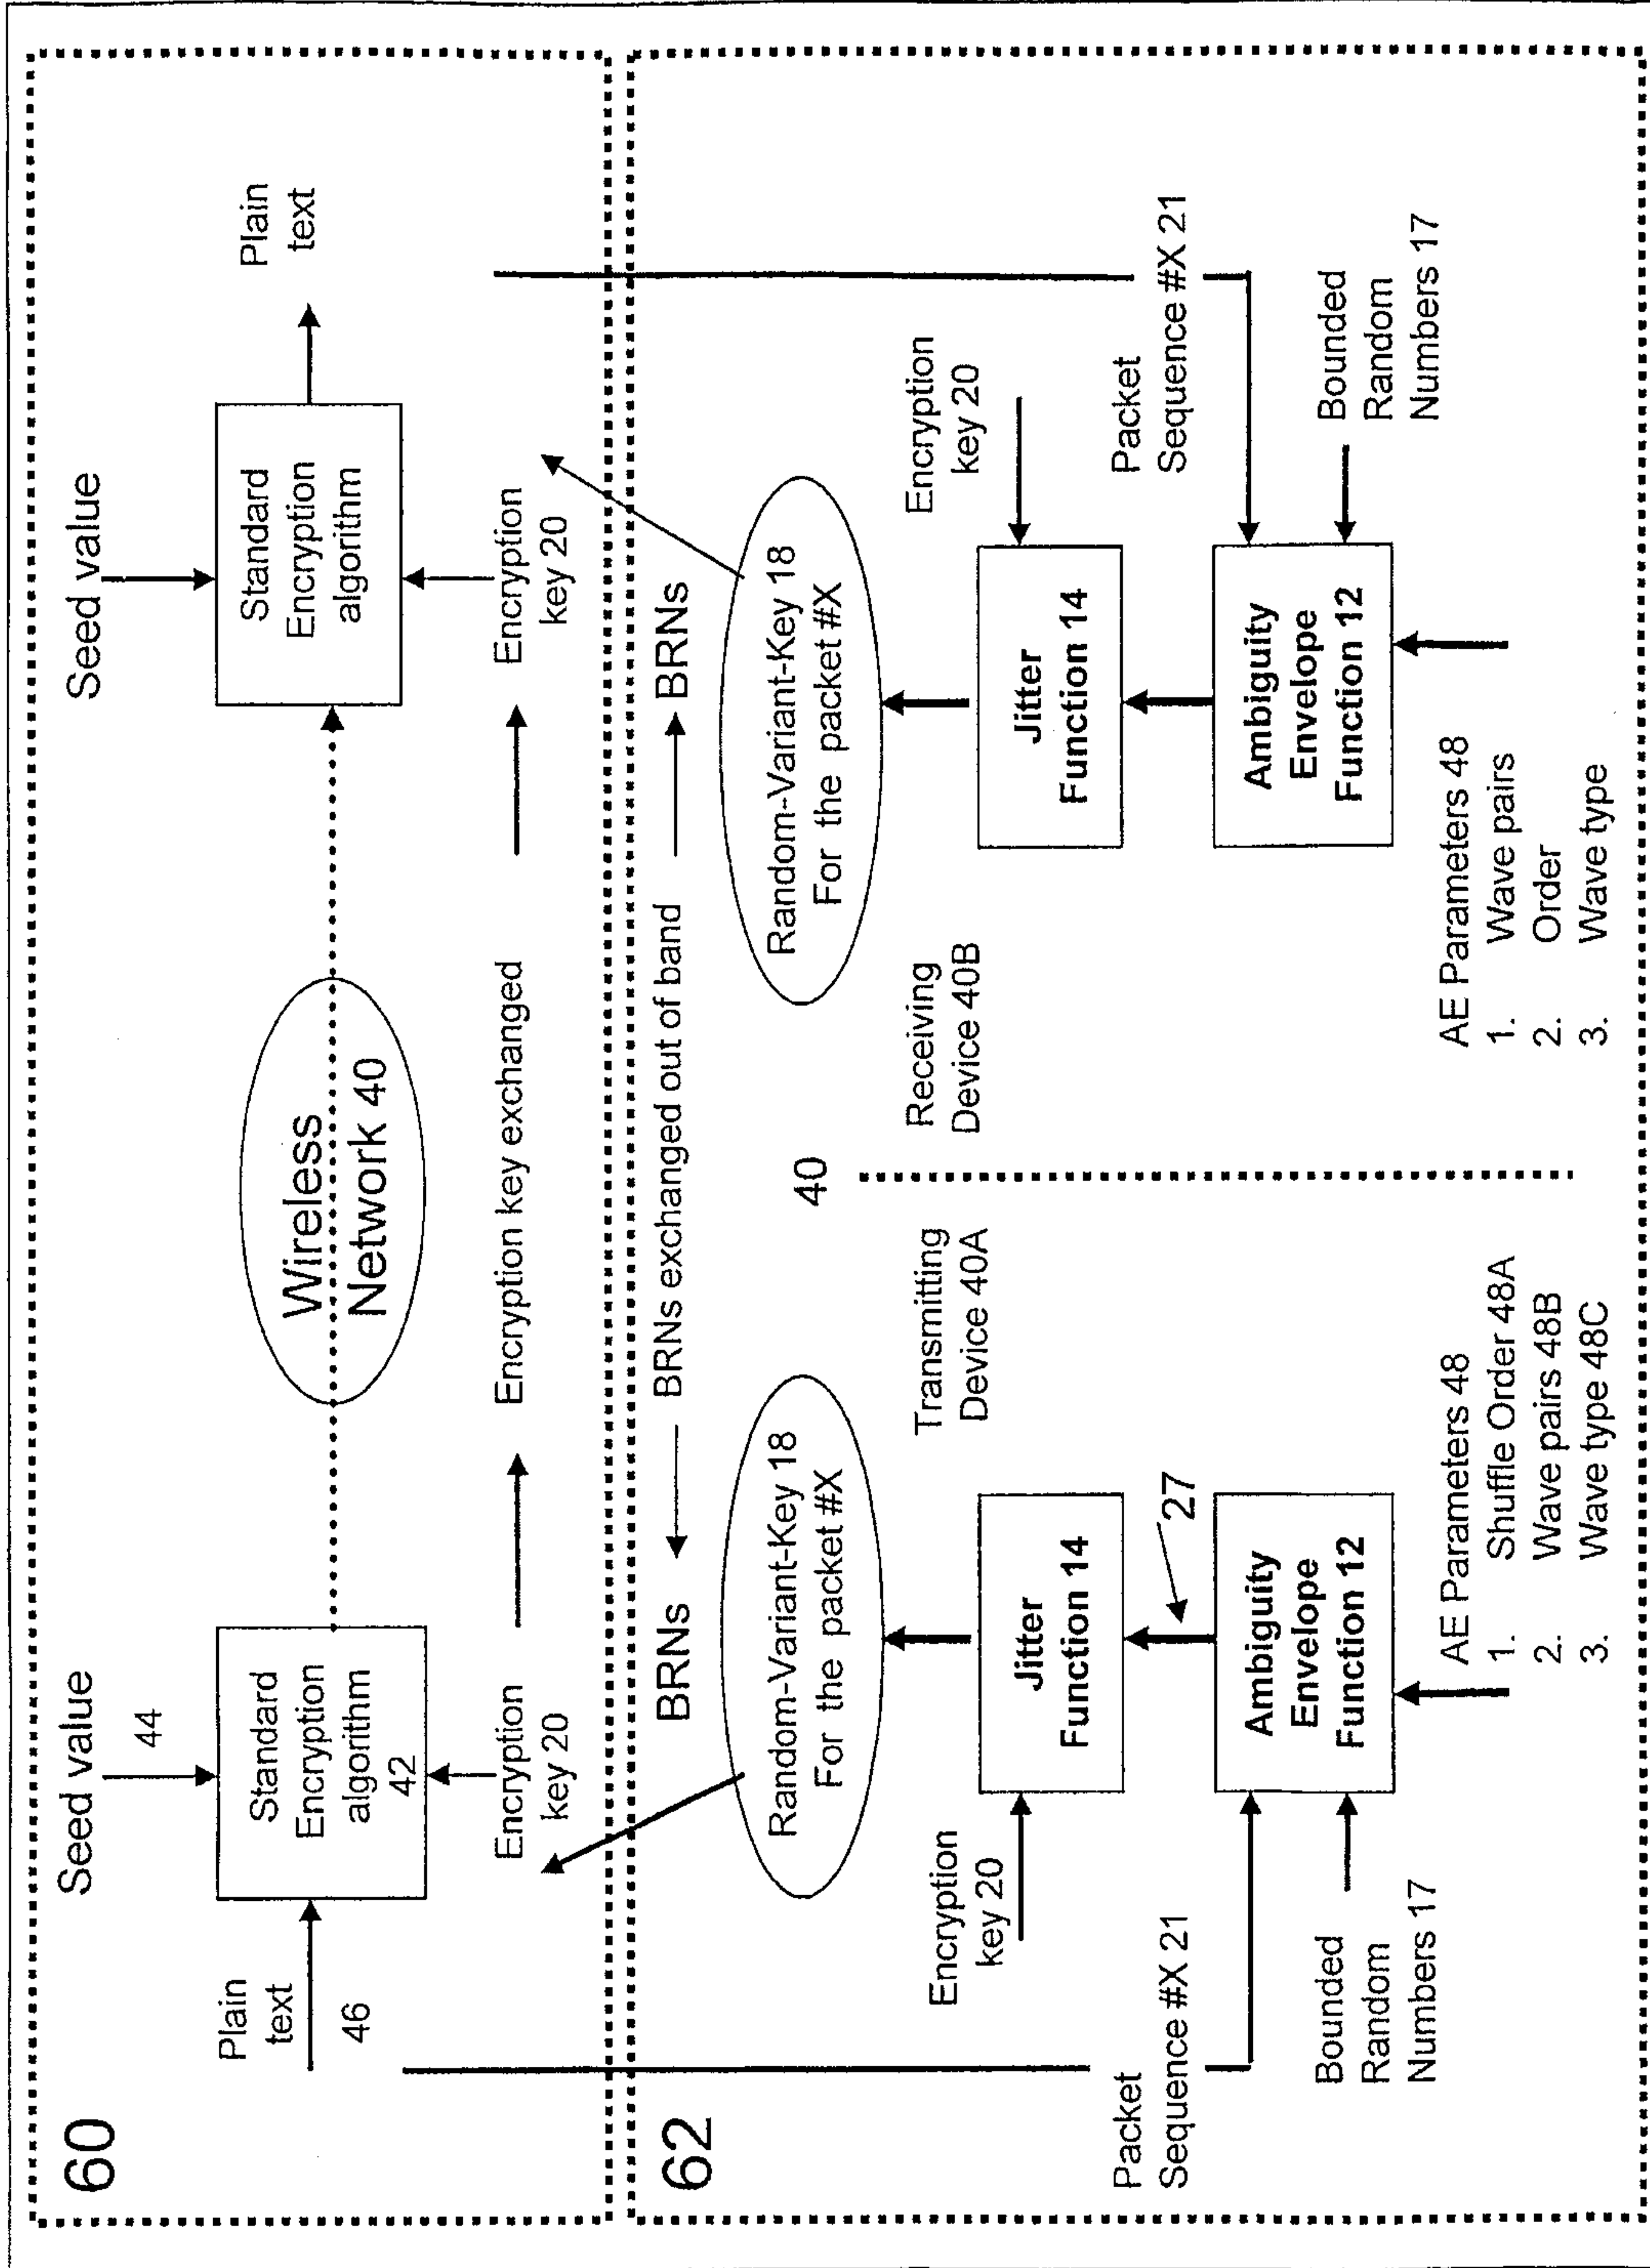 60
Seed value
44
Plain
text
46
Standard
Encryption
algorithm
42
Encryption
key 20
Wireless
Network 40
Encryption key exchanged
Seed value
Standard
Encryption
algorithm
Plain
text
Encryption
key 20
62
BRNs
BRNs exchanged out of band
BRNs
Random-Variant-Key 18
For the packet #X
Transmitting
Device 40A
40
Encryption
key 20
Jitter
Function 14
27
Packet
Sequence #X 21
Ambiguity
Envelope
Function 12
Bounded
Random
Numbers 17
AE Parameters 48
1. Shuffle Order 48A
2. Wave pairs 48B
3. Wave type 48C
Receiving
Device 40B
Random-Variant-Key 18
For the packet #X
Encryption
key 20
Jitter
Function 14
Packet
Sequence #X 21
Ambiguity
Envelope
Function 12
Bounded
Random
Numbers 17
AE Parameters 48
1. Wave pairs
2. Order
3. Wave type